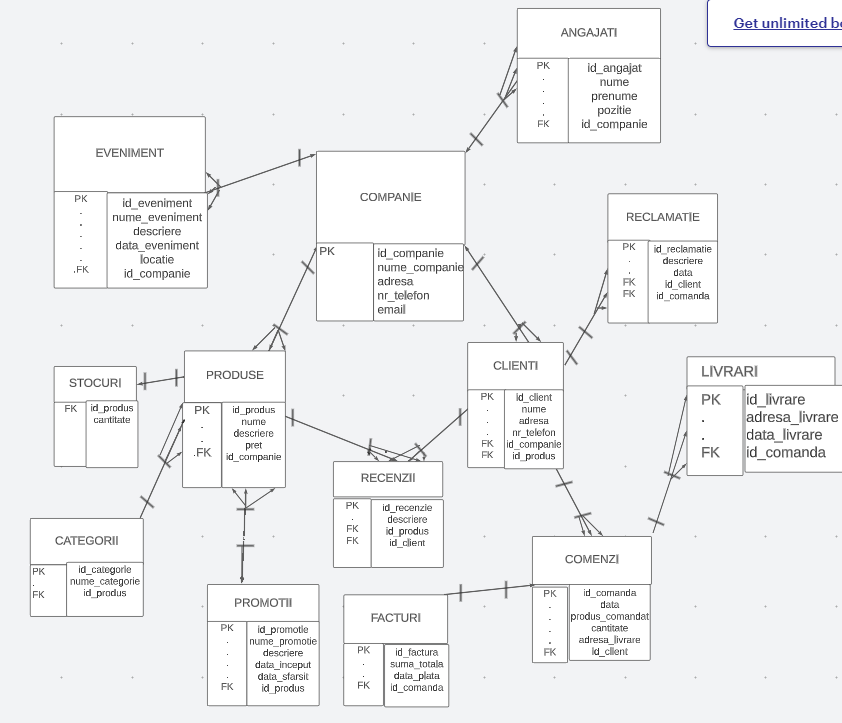 Get unlimited bo
ANGAJATI
PK id_angajat
. nume
. prenume
. pozitie
FK id_companie
EVENIMENT
PK id_eveniment
. nume_eveniment
. descriere
. data_eveniment
. locatie
.FK id_companie
COMPANIE
PK id_companie
nume_companie
adresa
nr_telefon
email
RECLAMATIE
PK id_reclamatie
. descriere
. data
FK id_client
FK id_comanda
STOCURI
FK id_produs
cantitate
PRODUSE
PK id_produs
. nume
. descriere
. pret
.FK id_companie
CLIENTI
PK id_client
. nume
. adresa
. nr_telefon
FK id_companie
FK id_produs
LIVRARI
PK id_livrare
. adresa_livrare
. data_livrare
FK id_comanda
RECENZII
PK id_recenzie
. descriere
FK id_produs
FK id_client
CATEGORII
PK id_categorie
. nume_categorie
FK id_produs
COMENZI
PK id_comanda
. data
. produs_comandat
. cantitate
. adresa_livrare
FK id_client
PROMOTII
PK id_promotie
. nume_promotie
. descriere
. data_inceput
. data_sfarsit
FK id_produs
FACTURI
PK id_factura
. suma_totala
. data_plata
FK id_comanda